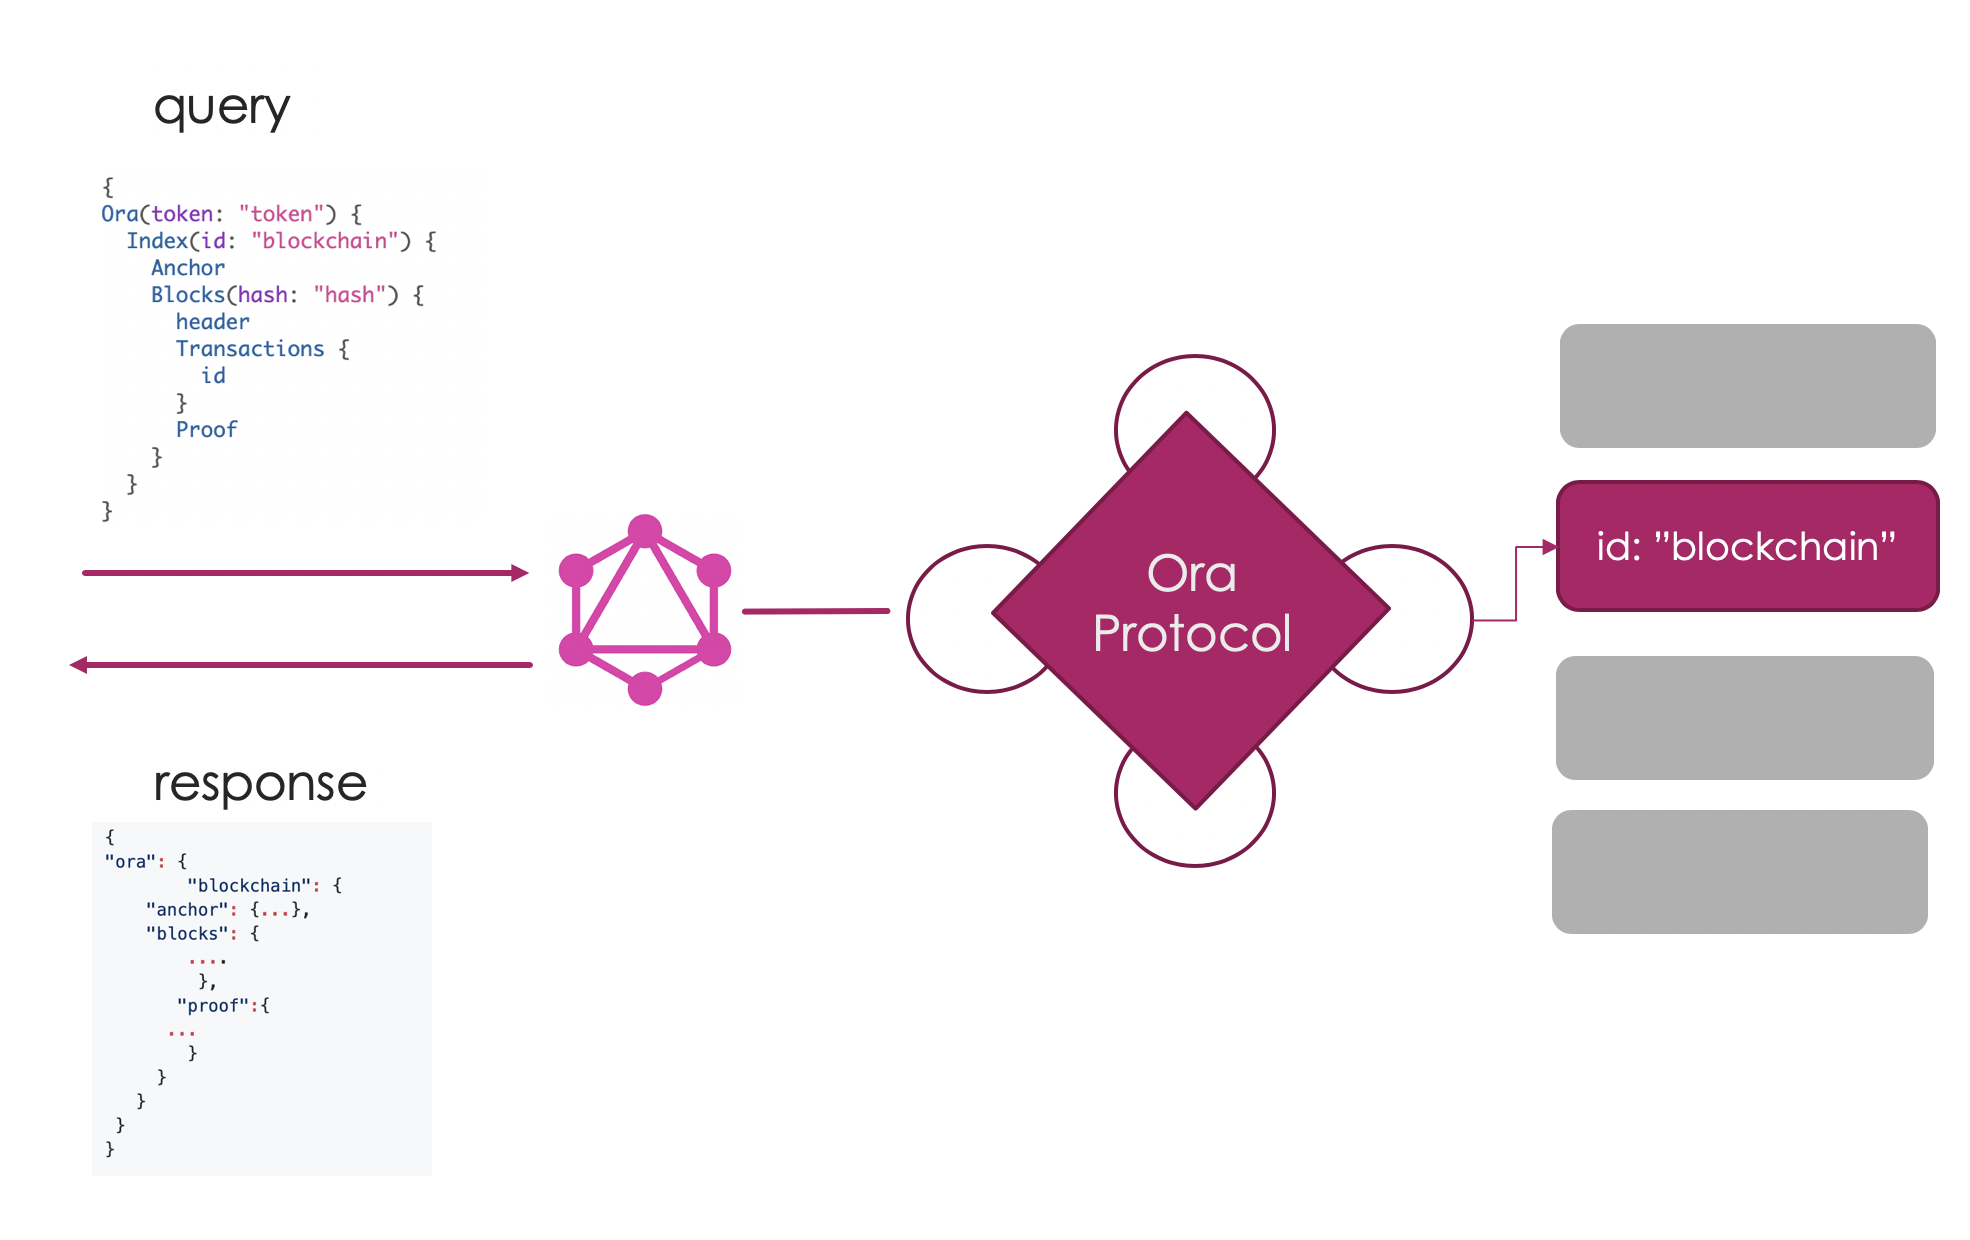 query
{
Ora(token: "token") {
  Index(id: "blockchain") {
    Anchor
    Blocks(hash: "hash") {
      header
      Transactions {
        id
      }
      Proof
    }
  }
}
Ora
Protocol
id: ”blockchain”
response
{
"ora": {
        "blockchain": {
    "anchor": {...},
    "blocks": {
        ....
         },
       "proof":{
      ...
        }
     }
   }
 }
}